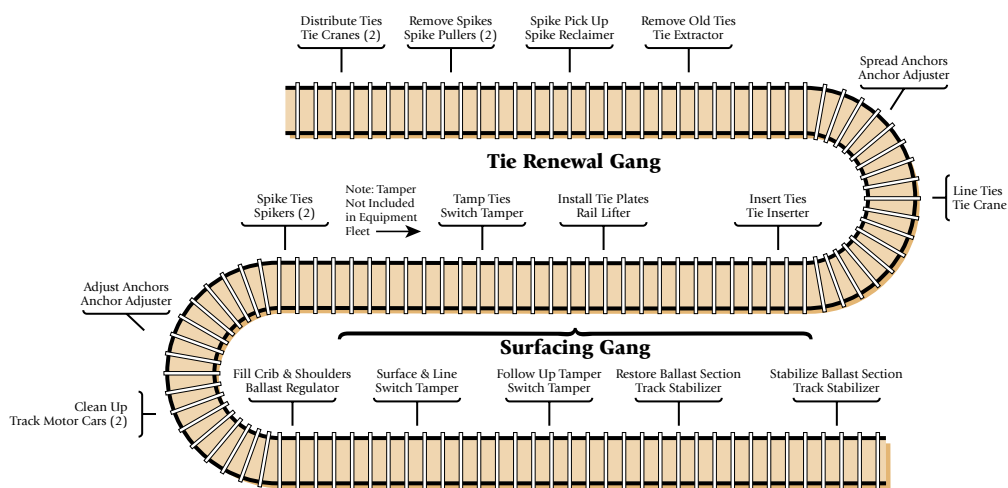 Distribute Ties
Tie Cranes (2)
Remove Spikes
Spike Pullers (2)
Spike Pick Up
Spike Reclaimer
Remove Old Ties
Tie Extractor
Spread Anchors
Anchor Adjuster
Tie Renewal Gang
Line Ties
Tie Crane
Insert Ties
Tie Inserter
Install Tie Plates
Rail Lifter
Tamp Ties
Switch Tamper
Note: Tamper
Not Included
in Equipment
Fleet
Spike Ties
Spikers (2)
Adjust Anchors
Anchor Adjuster
Clean Up
Track Motor Cars (2)
Surfacing Gang
Fill Crib & Shoulders
Ballast Regulator
Surface & Line
Switch Tamper
Follow Up Tamper
Switch Tamper
Restore Ballast Section
Track Stabilizer
Stabilize Ballast Section
Track Stabilizer